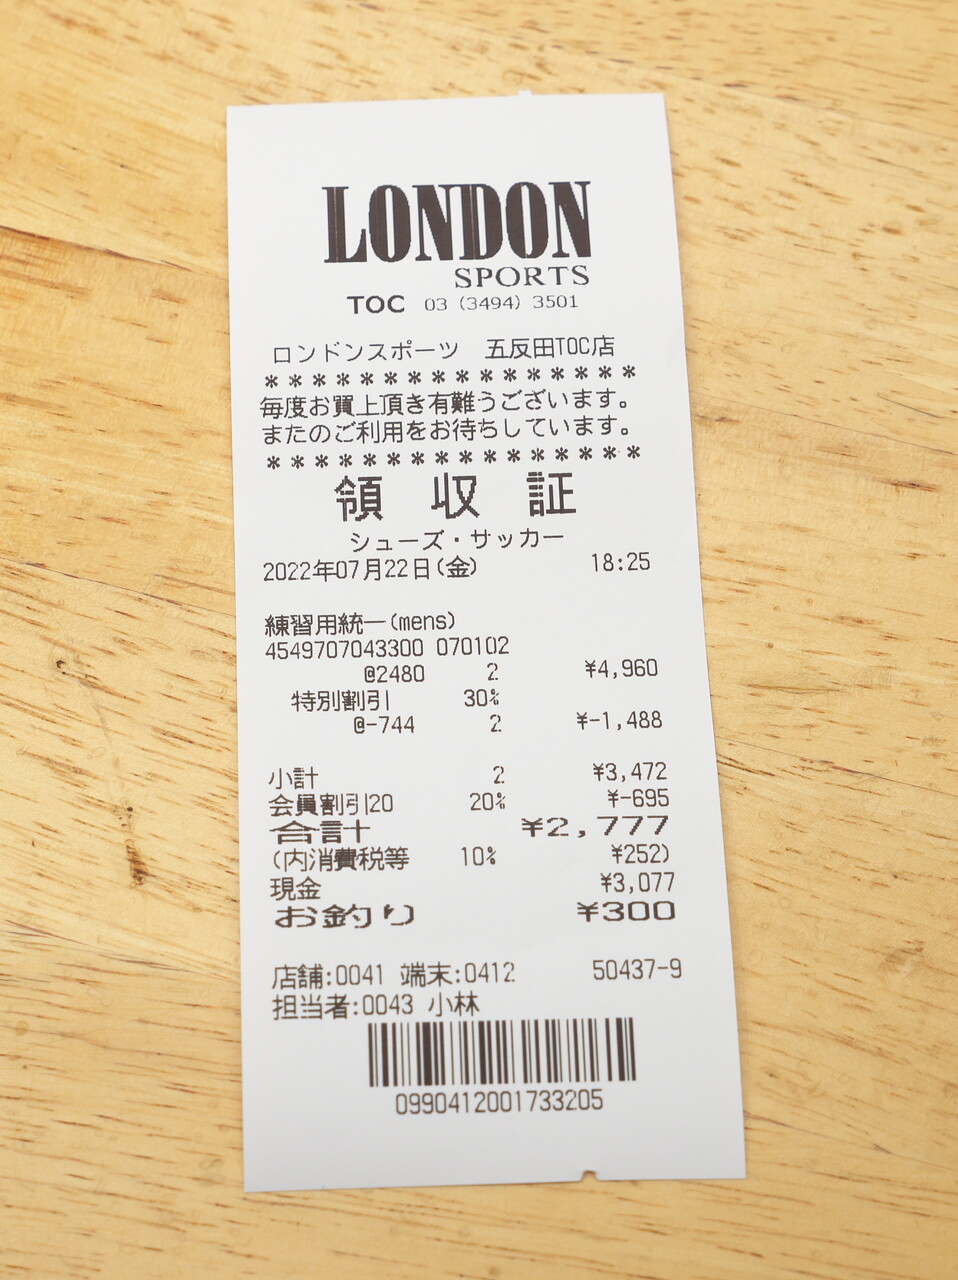 LONDON
SPORTS
TOC 03 (3494) 3501
ロンドンスポーツ 五反田TOC店
****************
毎度お買上頂き有難うございます。
またのご利用をお待ちしています。
****************
領 収 証
シューズ・サッカー
2022年07月22日(金) 18:25
練習用統一(mens)
4549707043300 070102
@2480 2 ¥4,960
特別割引 30%
@-744 2 ¥-1,488
小計 2 ¥3,472
会員割引20 20% ¥-695
合計 ¥2,777
(内消費税等 10% ¥252)
現金 ¥3,077
お釣り ¥300
店舗:0041 端末:0412 50437-9
担当者:0043 小林
0990412001733205